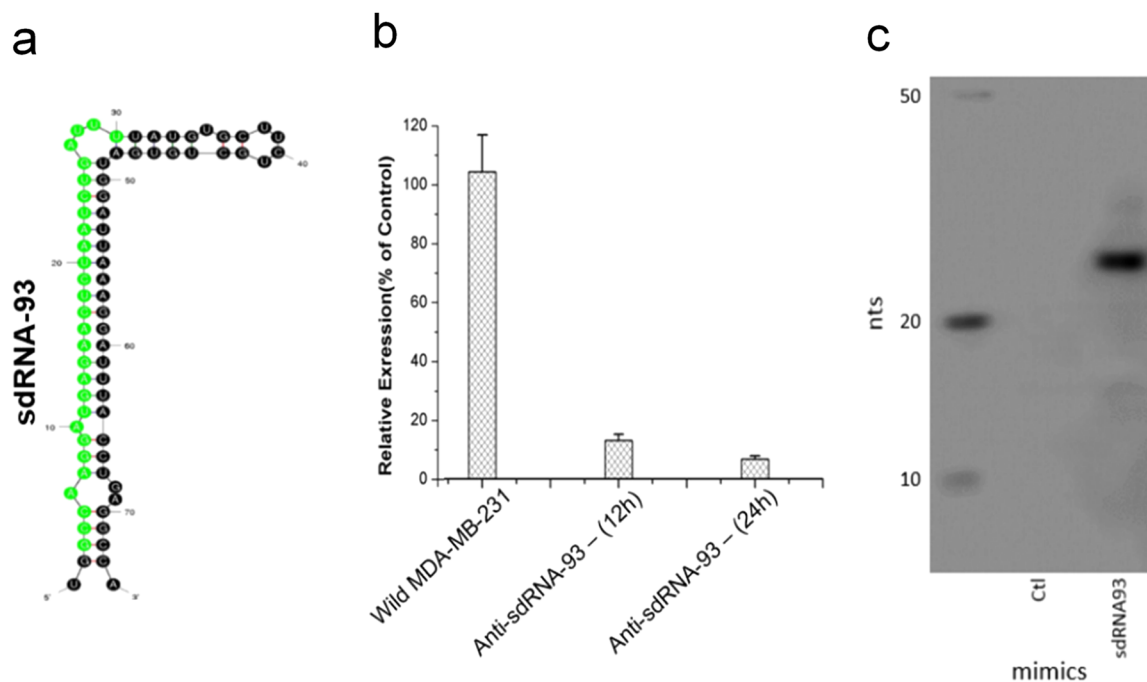 a
b
c
sdRNA-93
5'
3'
10
20
30
40
50
60
70
Relative Exression(% of Control)
120
100
80
60
40
20
0
Wild MDA-MB-231
Anti-sdRNA-93 – (12h)
Anti-sdRNA-93 – (24h)
nts
50
20
10
Ctl
sdRNA93
mimics